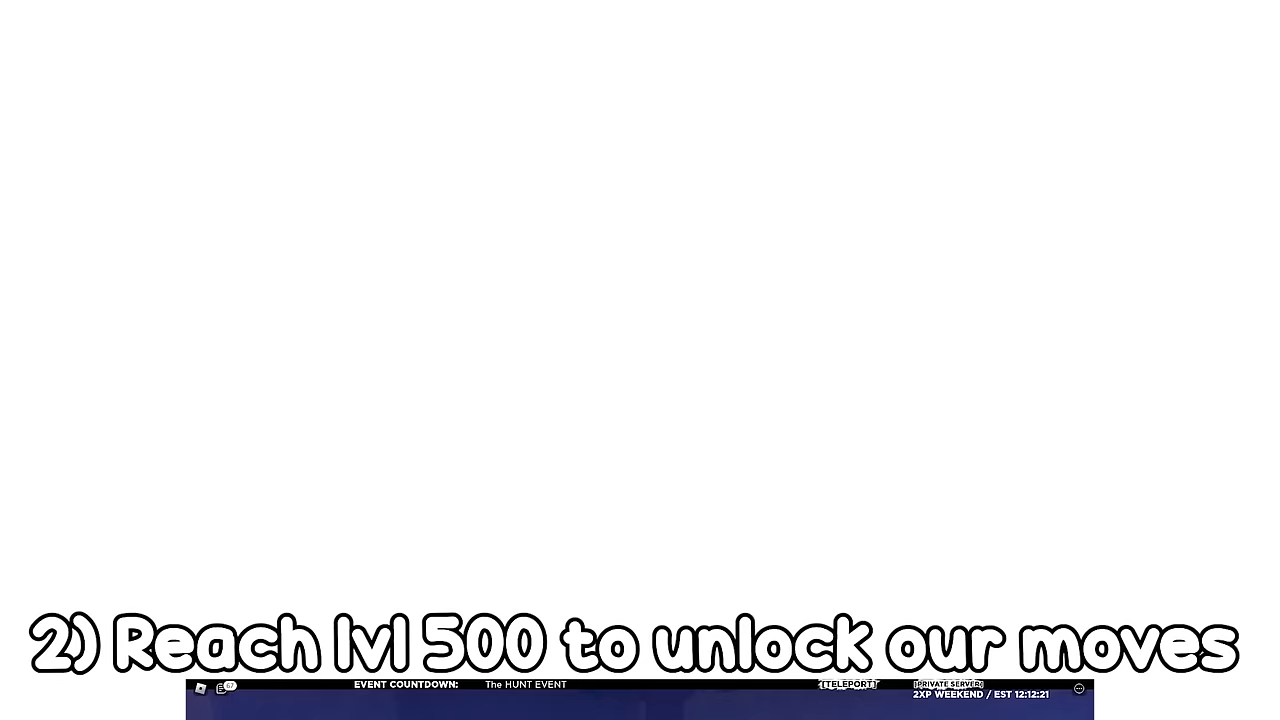 2) Reach lvl 500 to unlock our moves
EVENT COUNTDOWN: The HUNT EVENT [TELEPORT] [PRIVATE SERVER]
67
2XP WEEKEND / EST 12:12:21